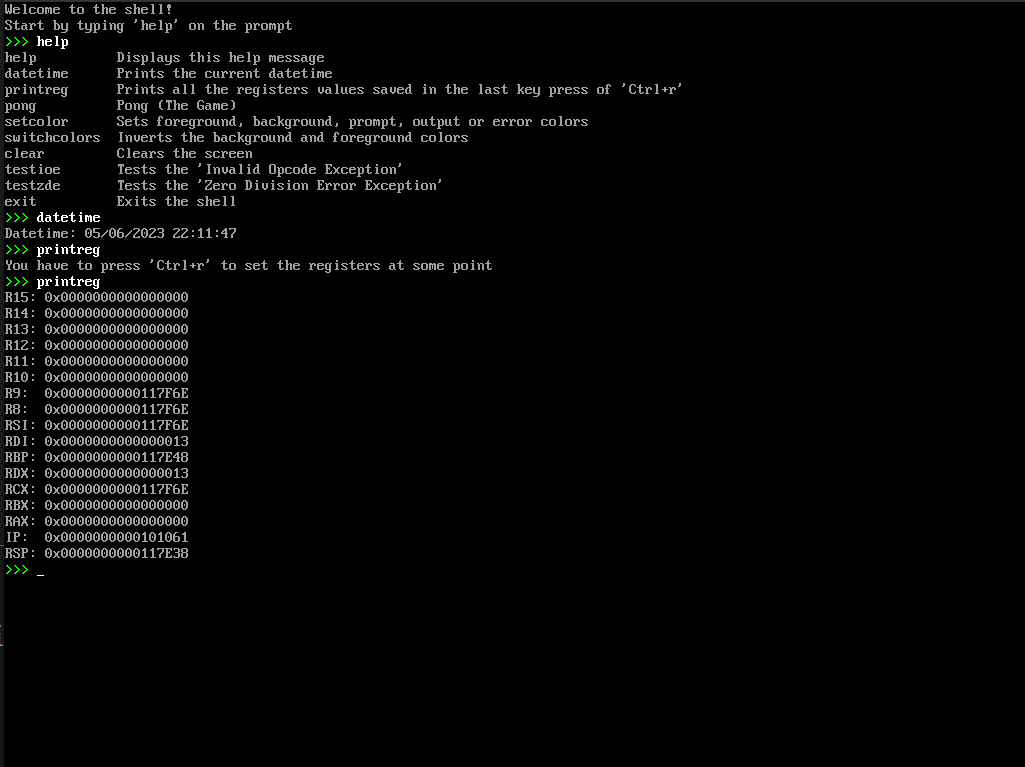 Welcome to the shell!
Start by typing 'help' on the prompt
>>> help
help          Displays this help message
datetime      Prints the current datetime
printreg      Prints all the registers values saved in the last key press of 'Ctrl+r'
pong          Pong (The Game)
setcolor      Sets foreground, background, prompt, output or error colors
switchcolors  Inverts the background and foreground colors
clear         Clears the screen
testioe       Tests the 'Invalid Opcode Exception'
testzde       Tests the 'Zero Division Error Exception'
exit          Exits the shell
>>> datetime
Datetime: 05/06/2023 22:11:47
>>> printreg
You have to press 'Ctrl+r' to set the registers at some point
>>> printreg
R15: 0x0000000000000000
R14: 0x0000000000000000
R13: 0x0000000000000000
R12: 0x0000000000000000
R11: 0x0000000000000000
R10: 0x0000000000000000
R9:  0x0000000000117F6E
R8:  0x0000000000117F6E
RSI: 0x0000000000117F6E
RDI: 0x0000000000000013
RBP: 0x0000000000117E48
RDX: 0x0000000000000013
RCX: 0x0000000000117F6E
RBX: 0x0000000000000000
RAX: 0x0000000000000000
IP:  0x0000000000101061
RSP: 0x0000000000117E38
>>> _